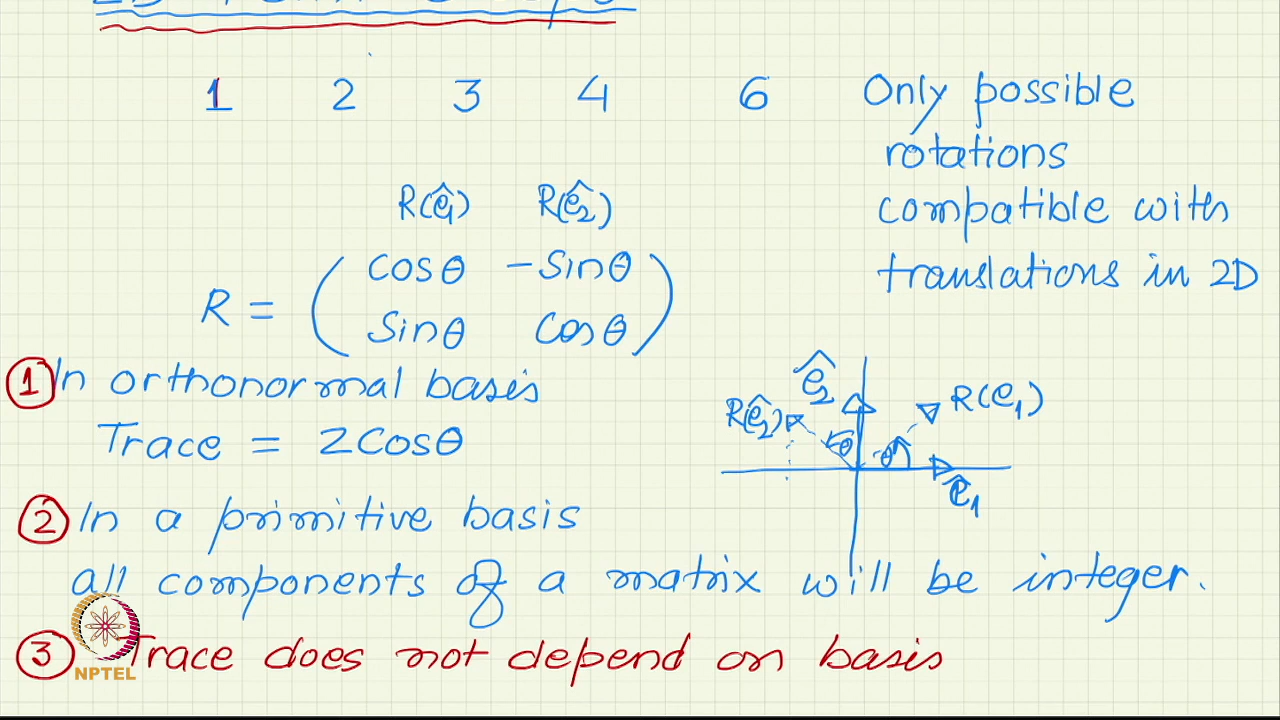 1 2 3 4 6
Only possible
rotations
compatible with
translations in 2D
R(ê₁) R(ê₂)
R = ( cosθ -Sinθ
Sinθ Cosθ )
① In orthonormal basis
Trace = 2Cosθ
ê₂
R(ê₂)
R(e₁)
θ
θ
ê₁
② In a primitive basis
all components of a matrix will be integer.
③ Trace does not depend on basis
NPTEL